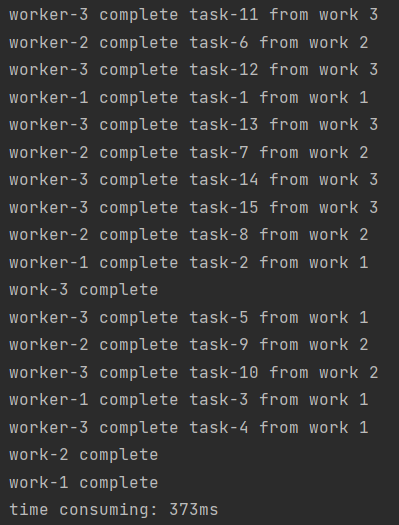 worker-3 complete task-11 from work 3
worker-2 complete task-6 from work 2
worker-3 complete task-12 from work 3
worker-1 complete task-1 from work 1
worker-3 complete task-13 from work 3
worker-2 complete task-7 from work 2
worker-3 complete task-14 from work 3
worker-3 complete task-15 from work 3
worker-2 complete task-8 from work 2
worker-1 complete task-2 from work 1
work-3 complete
worker-3 complete task-5 from work 1
worker-2 complete task-9 from work 2
worker-3 complete task-10 from work 2
worker-1 complete task-3 from work 1
worker-3 complete task-4 from work 1
work-2 complete
work-1 complete
time consuming: 373ms